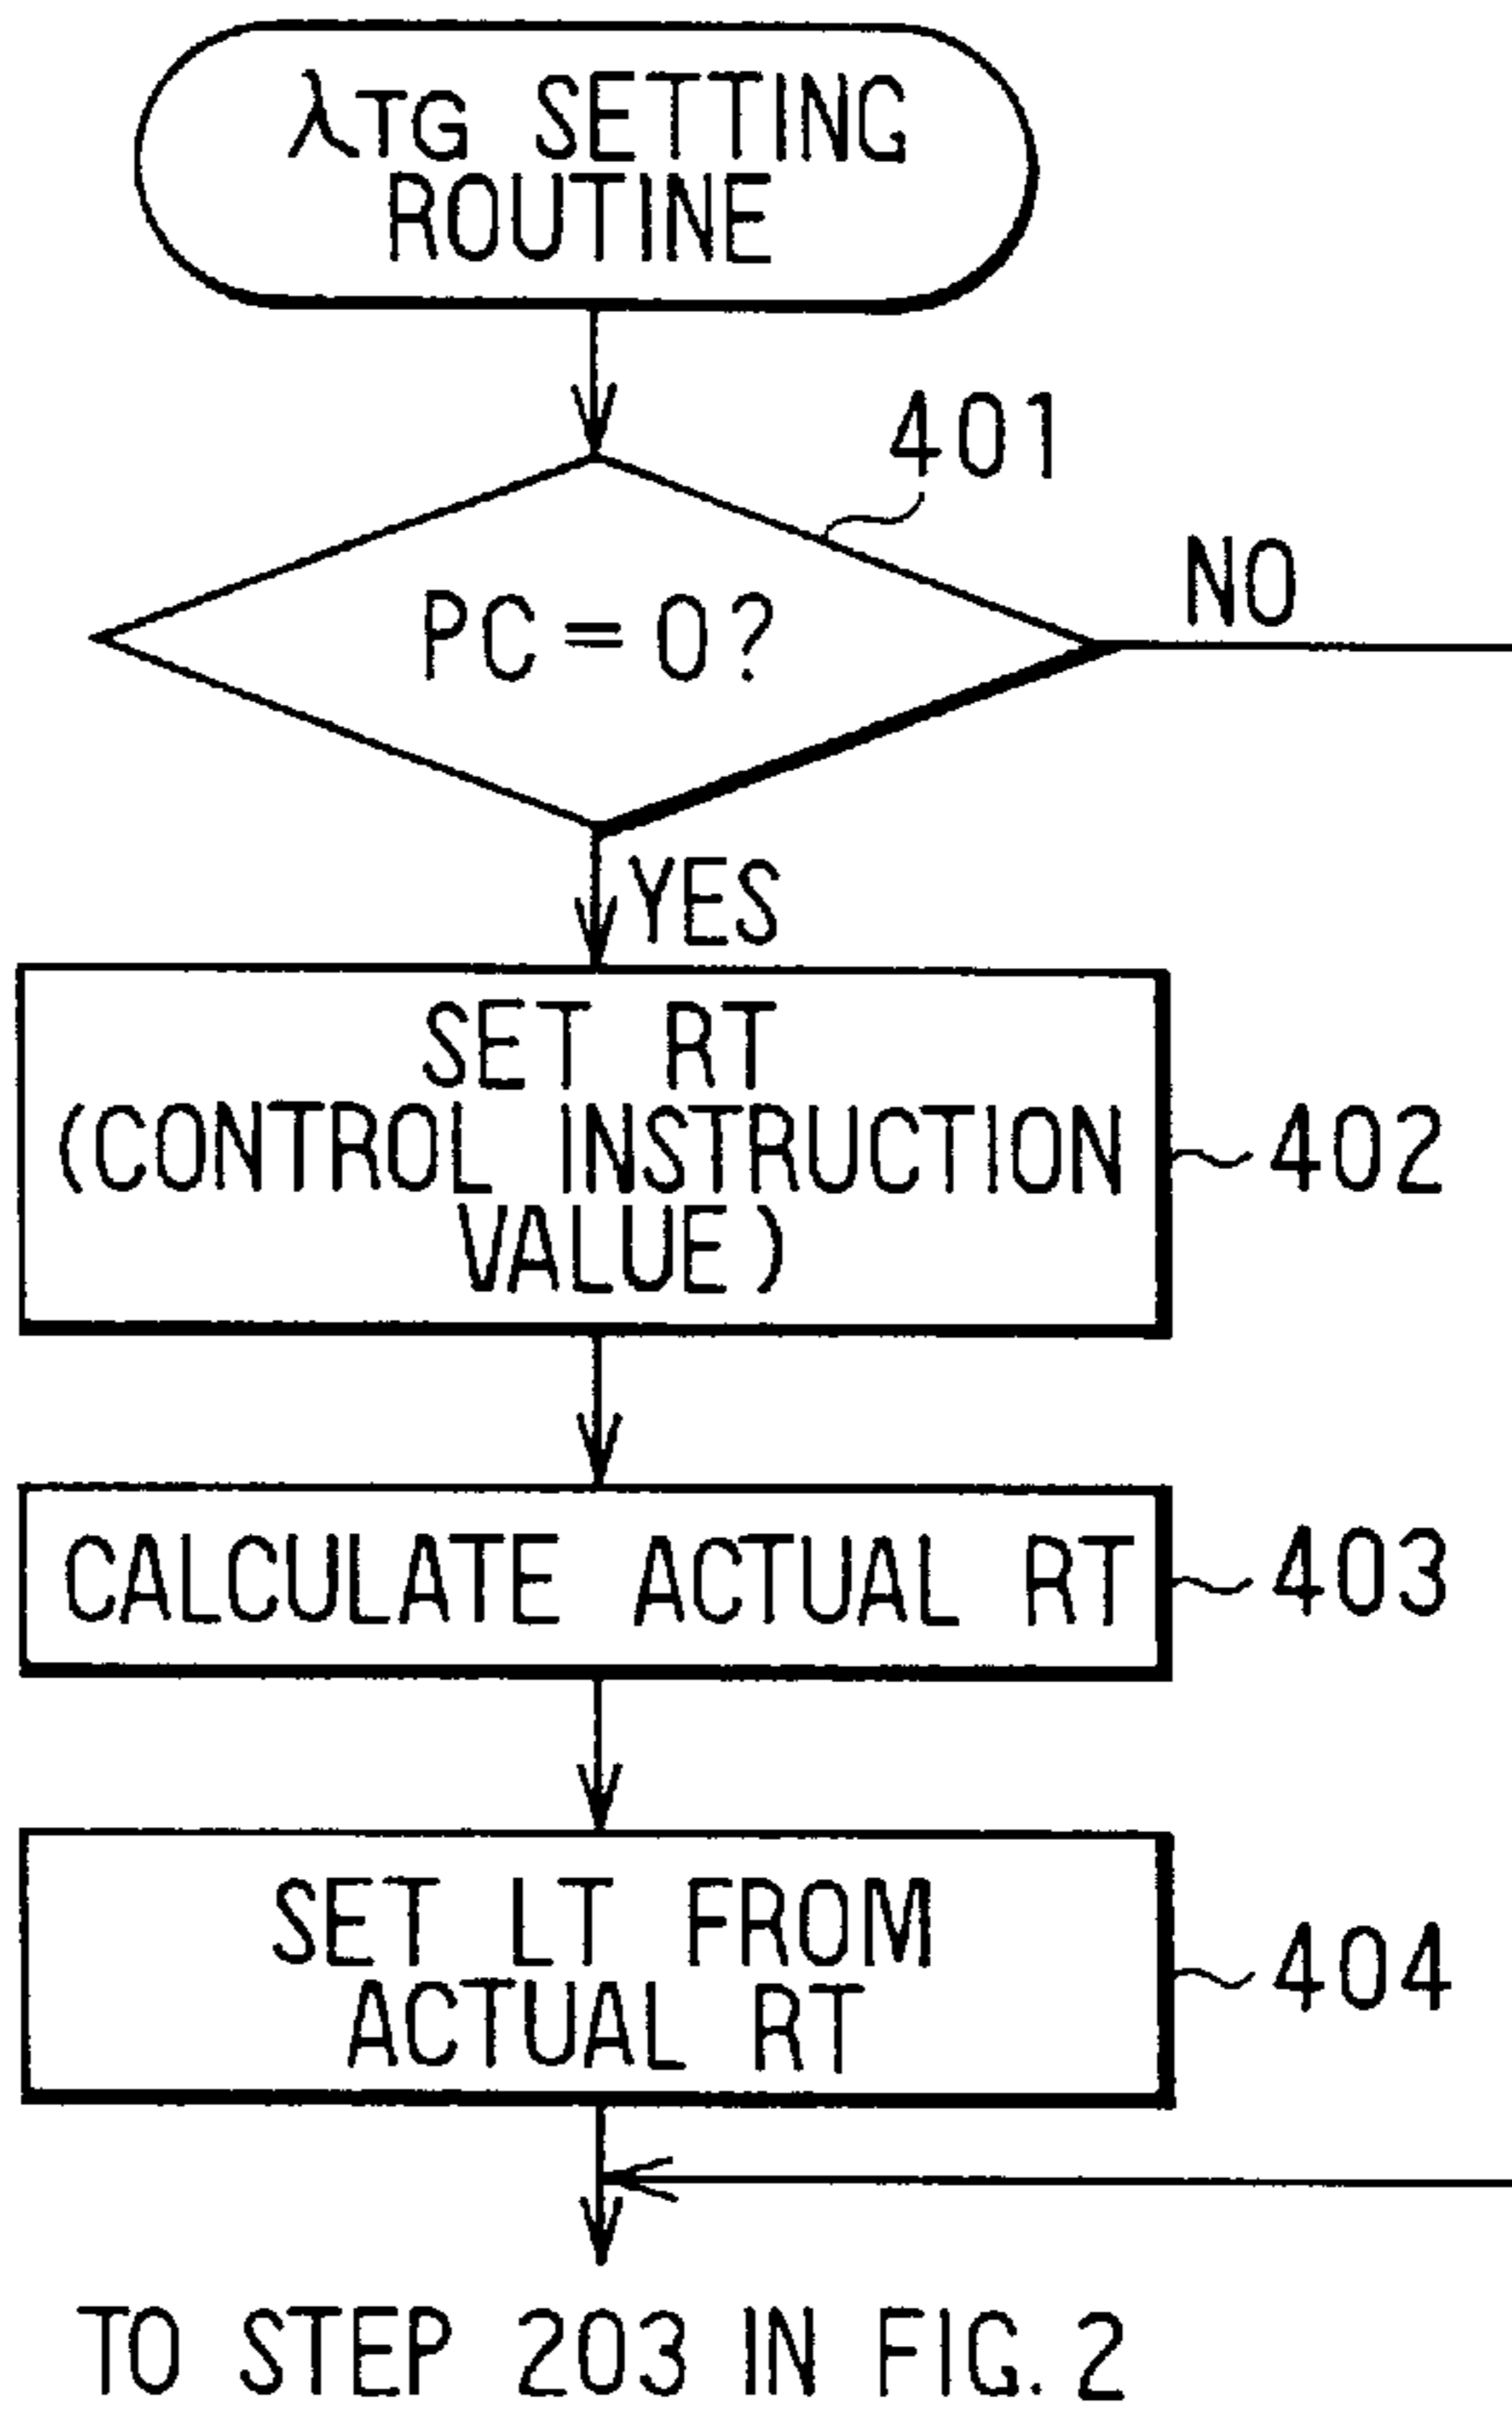 λTG SETTING
ROUTINE
401
PC=0?
NO
YES
SET RT
(CONTROL INSTRUCTION
VALUE)
402
CALCULATE ACTUAL RT
403
SET LT FROM
ACTUAL RT
404
TO STEP 203 IN FIG. 2